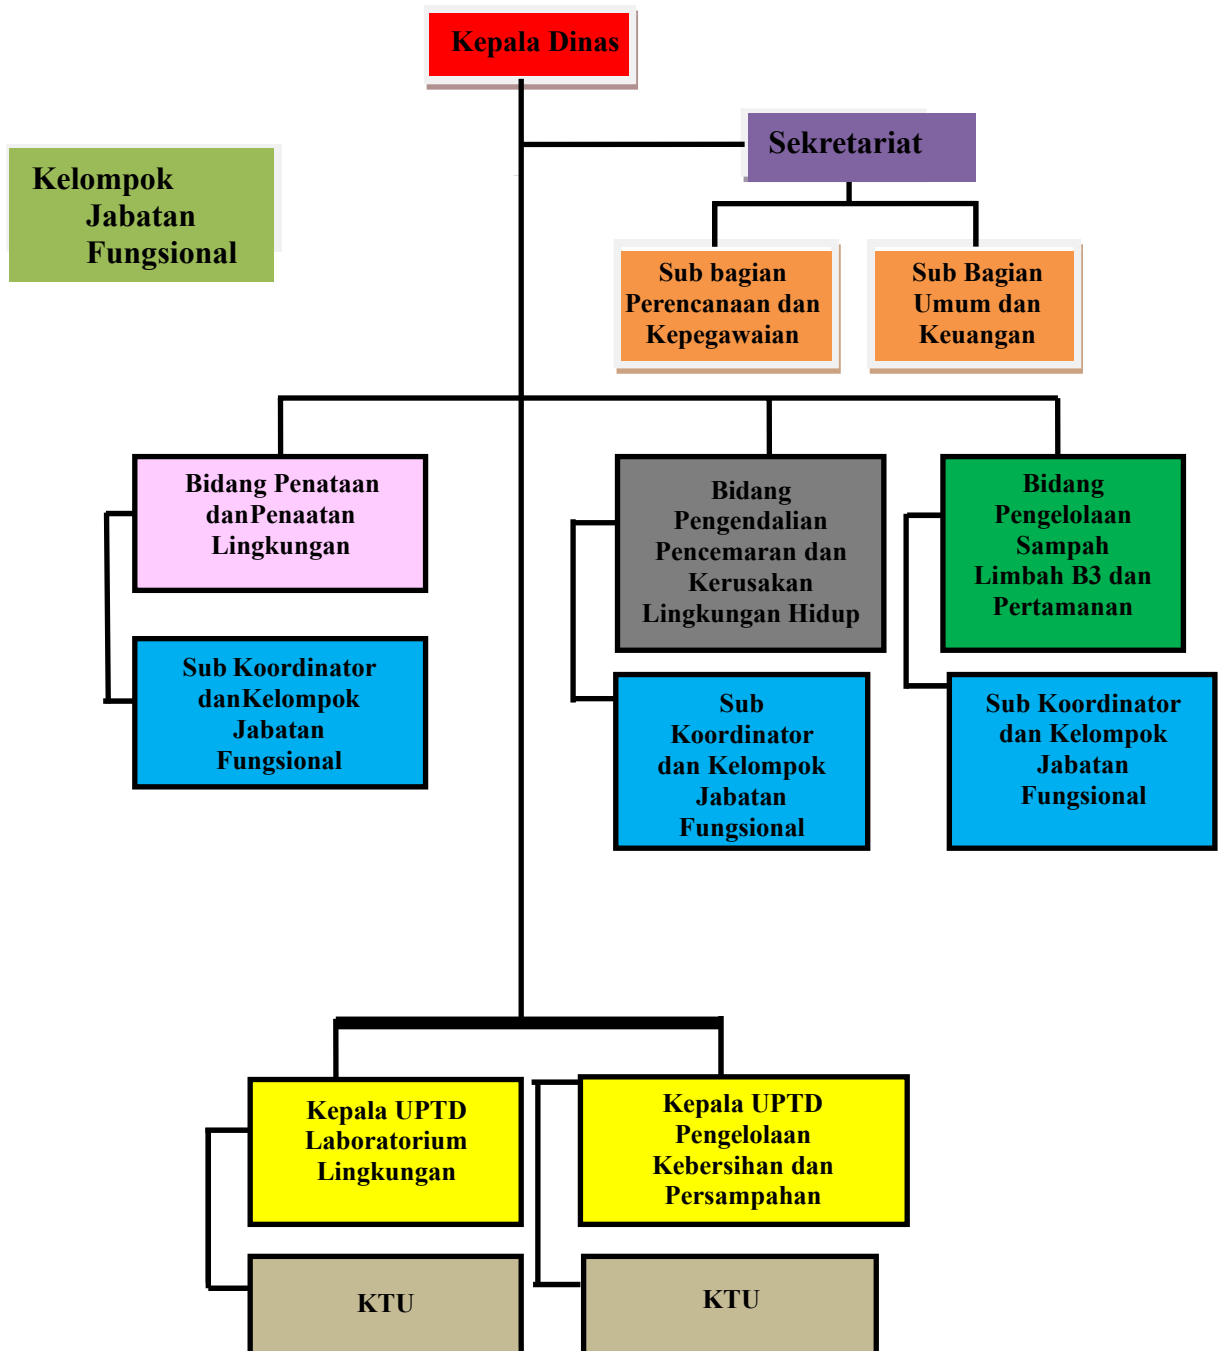 Kepala Dinas
Sekretariat
Kelompok
Jabatan
Fungsional
Sub bagian
Perencanaan dan
Kepegawaian
Sub Bagian
Umum dan
Keuangan
Bidang Penataan
danPenaatan
Lingkungan
Bidang
Pengendalian
Pencemaran dan
Kerusakan
Lingkungan Hidup
Bidang
Pengelolaan
Sampah
Limbah B3 dan
Pertamanan
Sub Koordinator
danKelompok
Jabatan
Fungsional
Sub
Koordinator
dan Kelompok
Jabatan
Fungsional
Sub Koordinator
dan Kelompok
Jabatan
Fungsional
Kepala UPTD
Laboratorium
Lingkungan
Kepala UPTD
Pengelolaan
Kebersihan dan
Persampahan
KTU
KTU